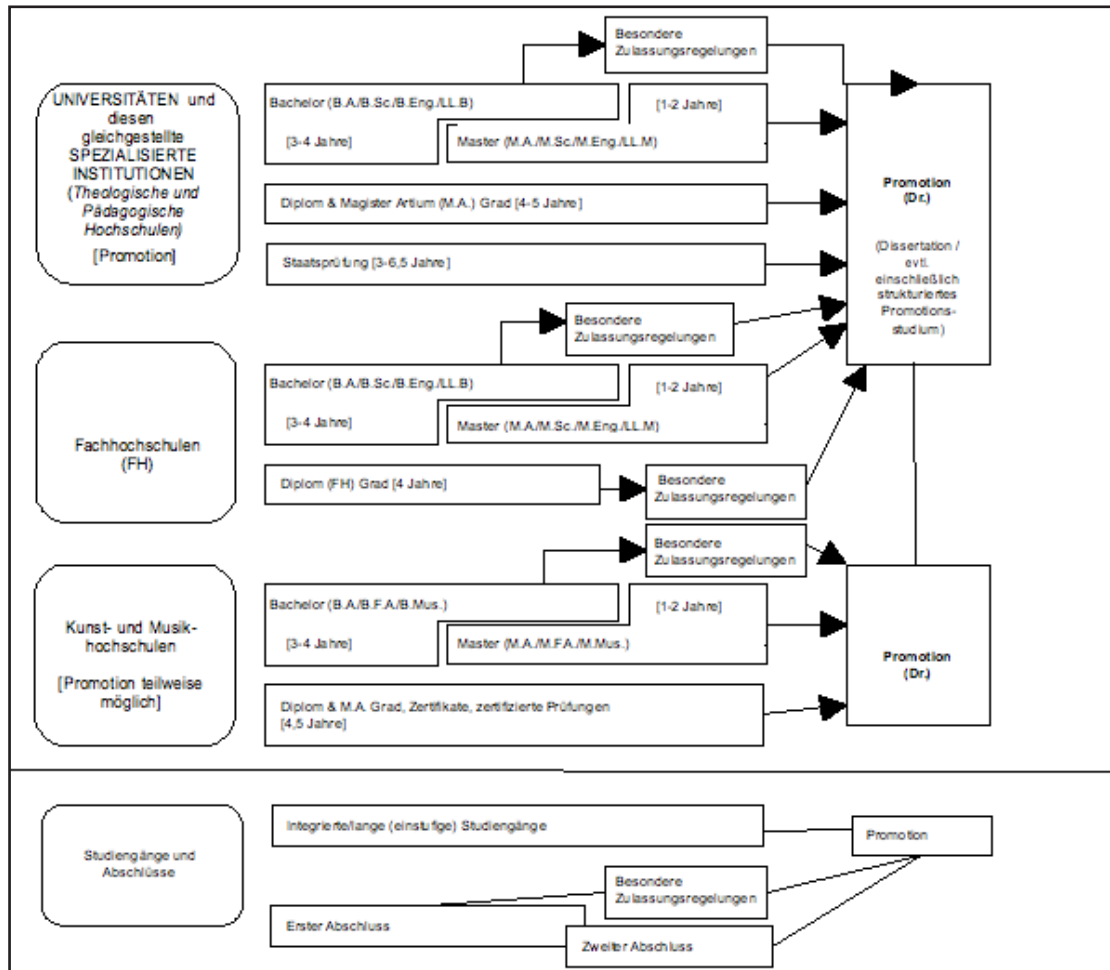 Besondere
Zulassungsregelungen
UNIVERSITÄTEN und
diesen
gleichgestellte
SPEZIALISIERTE
INSTITUTIONEN
(Theologische und
Pädagogische
Hochschulen)
[Promotion]
Bachelor (B.A./B.Sc./B.Eng./LL.B)
[3-4 Jahre]
[1-2 Jahre]
Master (M.A./M.Sc./M.Eng./LL.M)
Diplom & Magister Artium (M.A.) Grad [4-5 Jahre]
Staatsprüfung [3-6,5 Jahre]
Promotion
(Dr.)
(Dissertation /
evtl.
einschließlich
strukturiertes
Promotions-
studium)
Besondere
Zulassungsregelungen
Fachhochschulen
(FH)
Bachelor (B.A./B.Sc./B.Eng./LL.B)
[3-4 Jahre]
[1-2 Jahre]
Master (M.A./M.Sc./M.Eng./LL.M)
Diplom (FH) Grad [4 Jahre]
Besondere
Zulassungsregelungen
Besondere
Zulassungsregelungen
Kunst- und Musik-
hochschulen
[Promotion teilweise
möglich]
Bachelor (B.A./B.F.A./B.Mus.)
[3-4 Jahre]
[1-2 Jahre]
Master (M.A./M.F.A./M.Mus.)
Diplom & M.A. Grad, Zertifikate, zertifizierte Prüfungen
[4,5 Jahre]
Promotion
(Dr.)
Studiengänge und
Abschlüsse
Integrierte/lange (einstufige) Studiengänge
Promotion
Besondere
Zulassungsregelungen
Erster Abschluss
Zweiter Abschluss